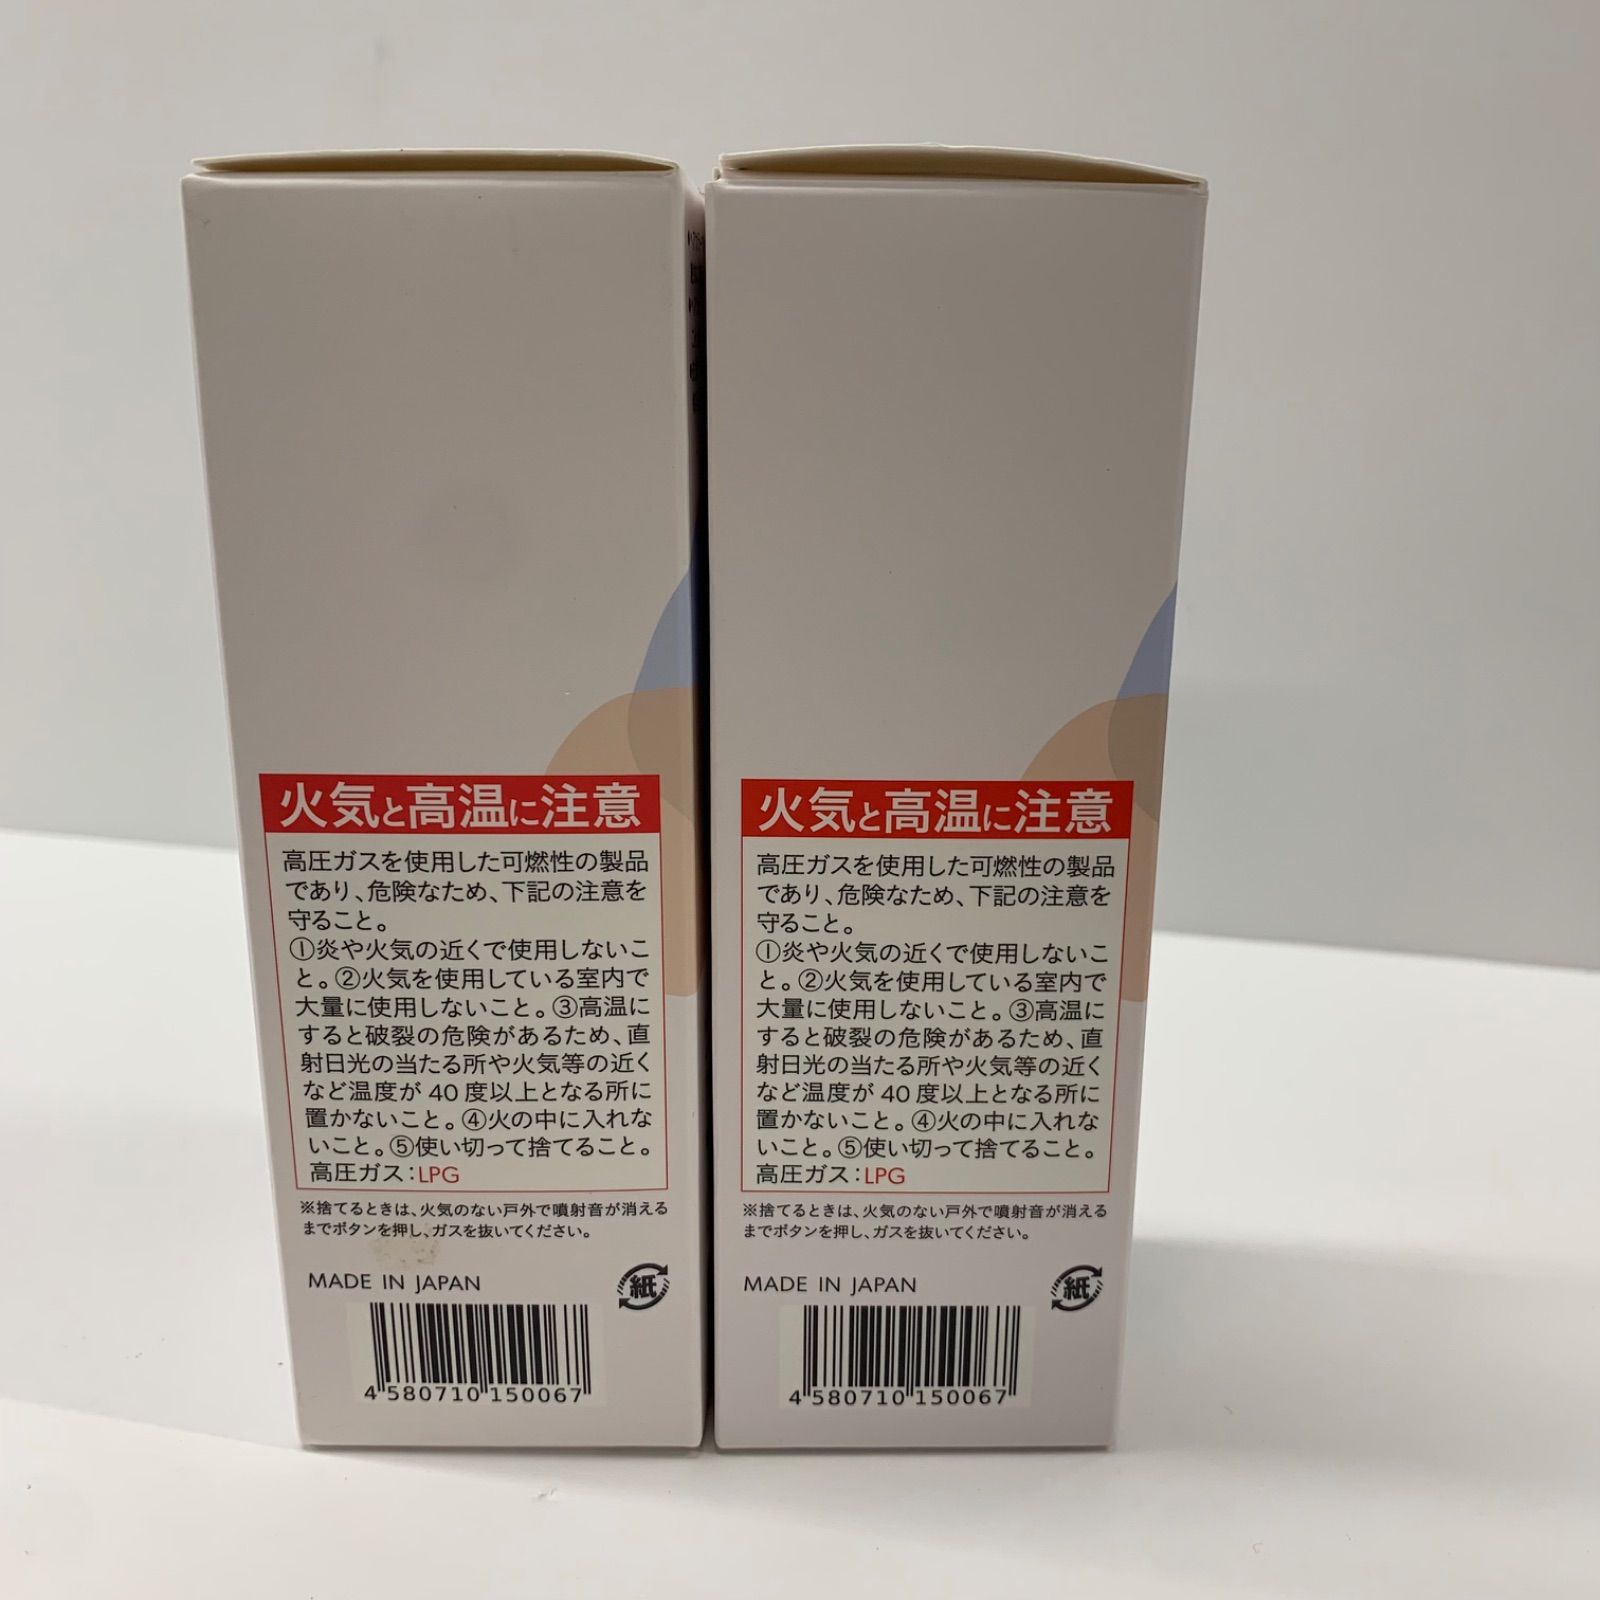 火気と高温に注意
高圧ガスを使用した可燃性の製品
であり、危険なため、下記の注意を
守ること。
①炎や火気の近くで使用しないこ
と。②火気を使用している室内で
大量に使用しないこと。③高温に
すると破裂の危険があるため、直
射日光の当たる所や火気等の近く
など温度が40度以上となる所に
置かないこと。④火の中に入れな
いこと。⑤使い切って捨てること。
高圧ガス:LPG
※捨てるときは、火気のない戸外で噴射音が消える
までボタンを押し、ガスを抜いてください。
MADE IN JAPAN
紙
4 580710 150067
火気と高温に注意
高圧ガスを使用した可燃性の製品
であり、危険なため、下記の注意を
守ること。
①炎や火気の近くで使用しないこ
と。②火気を使用している室内で
大量に使用しないこと。③高温に
すると破裂の危険があるため、直
射日光の当たる所や火気等の近く
など温度が40度以上となる所に
置かないこと。④火の中に入れな
いこと。⑤使い切って捨てること。
高圧ガス:LPG
※捨てるときは、火気のない戸外で噴射音が消える
までボタンを押し、ガスを抜いてください。
MADE IN JAPAN
紙
4 580710 150067